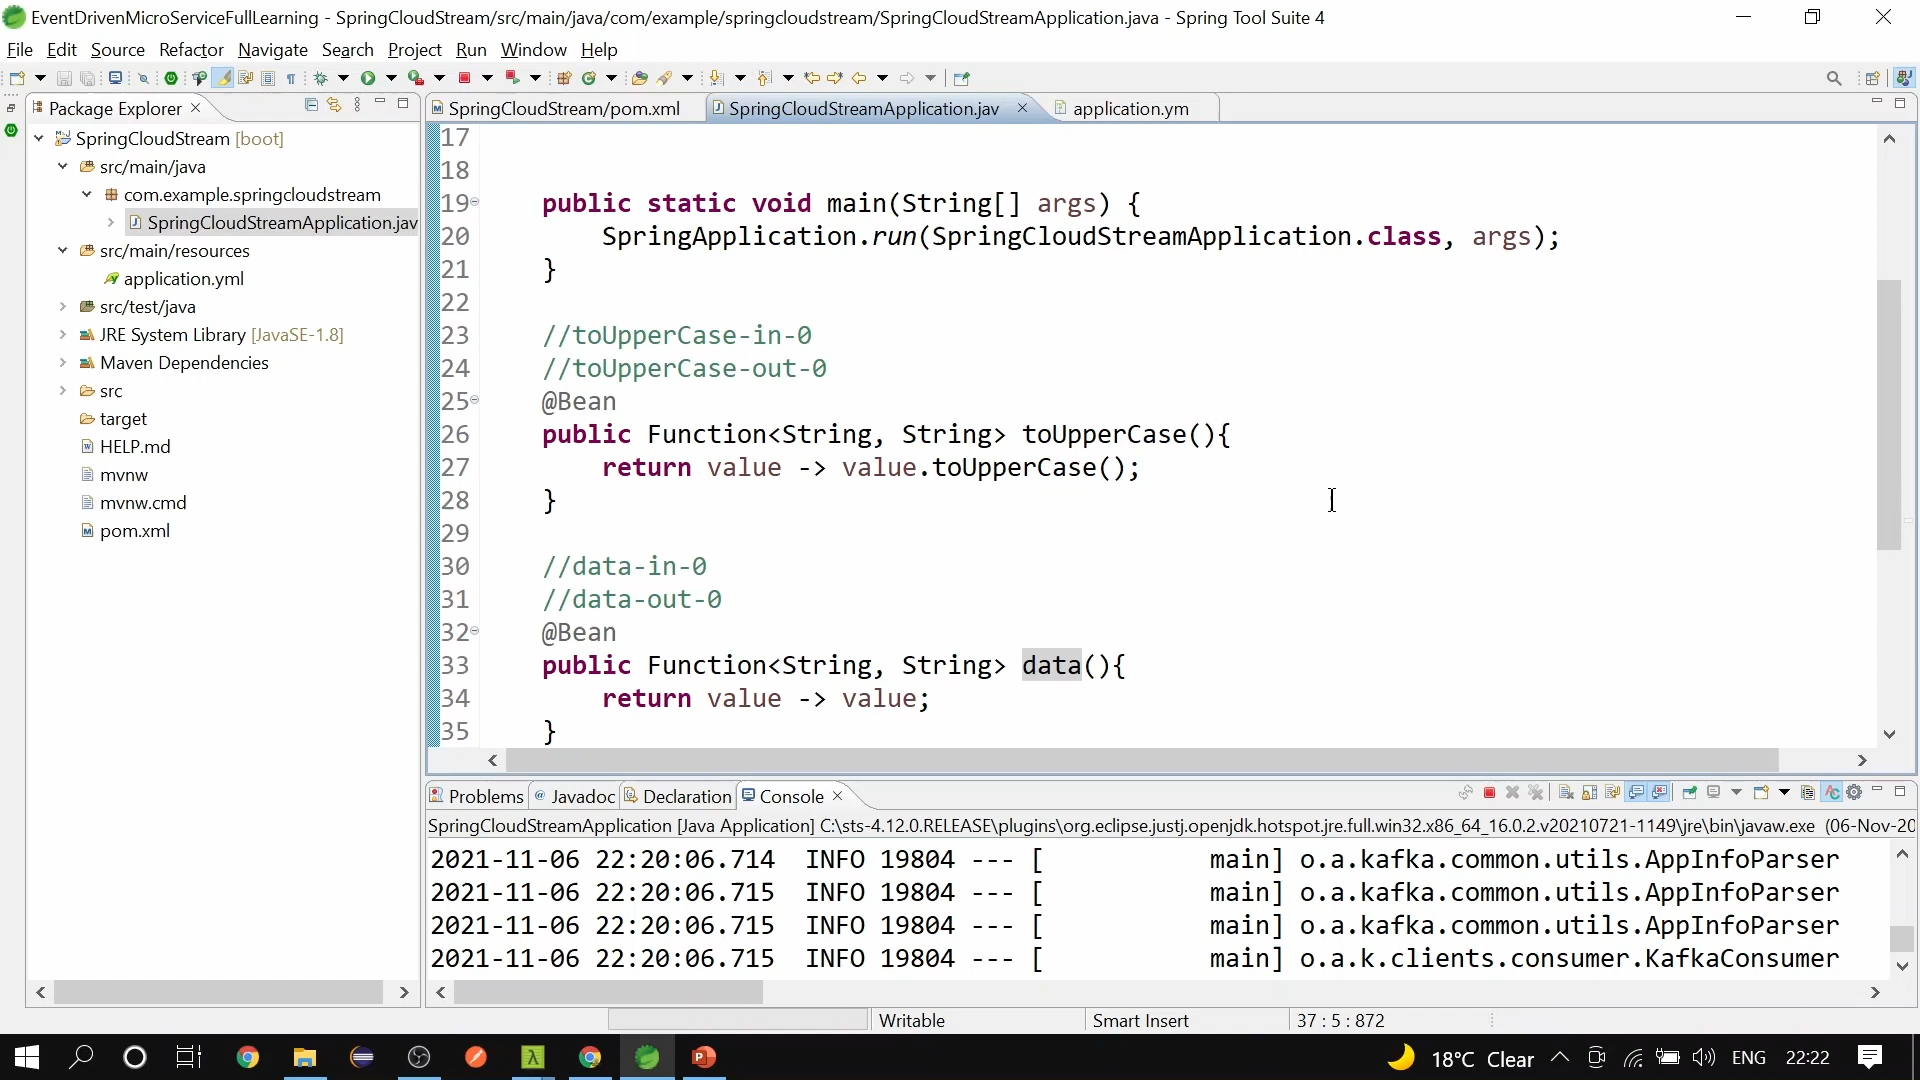 EventDrivenMicroServiceFullLearning - SpringCloudStream/src/main/java/com/example/springcloudstream/SpringCloudStreamApplication.java - Spring Tool Suite 4
File Edit Source Refactor Navigate Search Project Run Window Help
Package Explorer
SpringCloudStream [boot]
src/main/java
com.example.springcloudstream
SpringCloudStreamApplication.jav
src/main/resources
application.yml
src/test/java
JRE System Library [JavaSE-1.8]
Maven Dependencies
src
target
HELP.md
mvnw
mvnw.cmd
pom.xml
SpringCloudStream/pom.xml SpringCloudStreamApplication.jav application.ym
17
18
19 public static void main(String[] args) {
20 SpringApplication.run(SpringCloudStreamApplication.class, args);
21 }
22
23 //toUpperCase-in-0
24 //toUpperCase-out-0
25 @Bean
26 public Function<String, String> toUpperCase(){
27 return value -> value.toUpperCase();
28 }
29
30 //data-in-0
31 //data-out-0
32 @Bean
33 public Function<String, String> data(){
34 return value -> value;
35 }
Problems Javadoc Declaration Console
SpringCloudStreamApplication [Java Application] C:\sts-4.12.0.RELEASE\plugins\org.eclipse.justj.openjdk.hotspot.jre.full.win32.x86_64_16.0.2.v20210721-1149\jre\bin\javaw.exe (06-Nov-20
2021-11-06 22:20:06.714 INFO 19804 --- [ main] o.a.kafka.common.utils.AppInfoParser
2021-11-06 22:20:06.715 INFO 19804 --- [ main] o.a.kafka.common.utils.AppInfoParser
2021-11-06 22:20:06.715 INFO 19804 --- [ main] o.a.kafka.common.utils.AppInfoParser
2021-11-06 22:20:06.715 INFO 19804 --- [ main] o.a.k.clients.consumer.KafkaConsumer
Writable Smart Insert 37 : 5 : 872
18°C Clear ENG 22:22